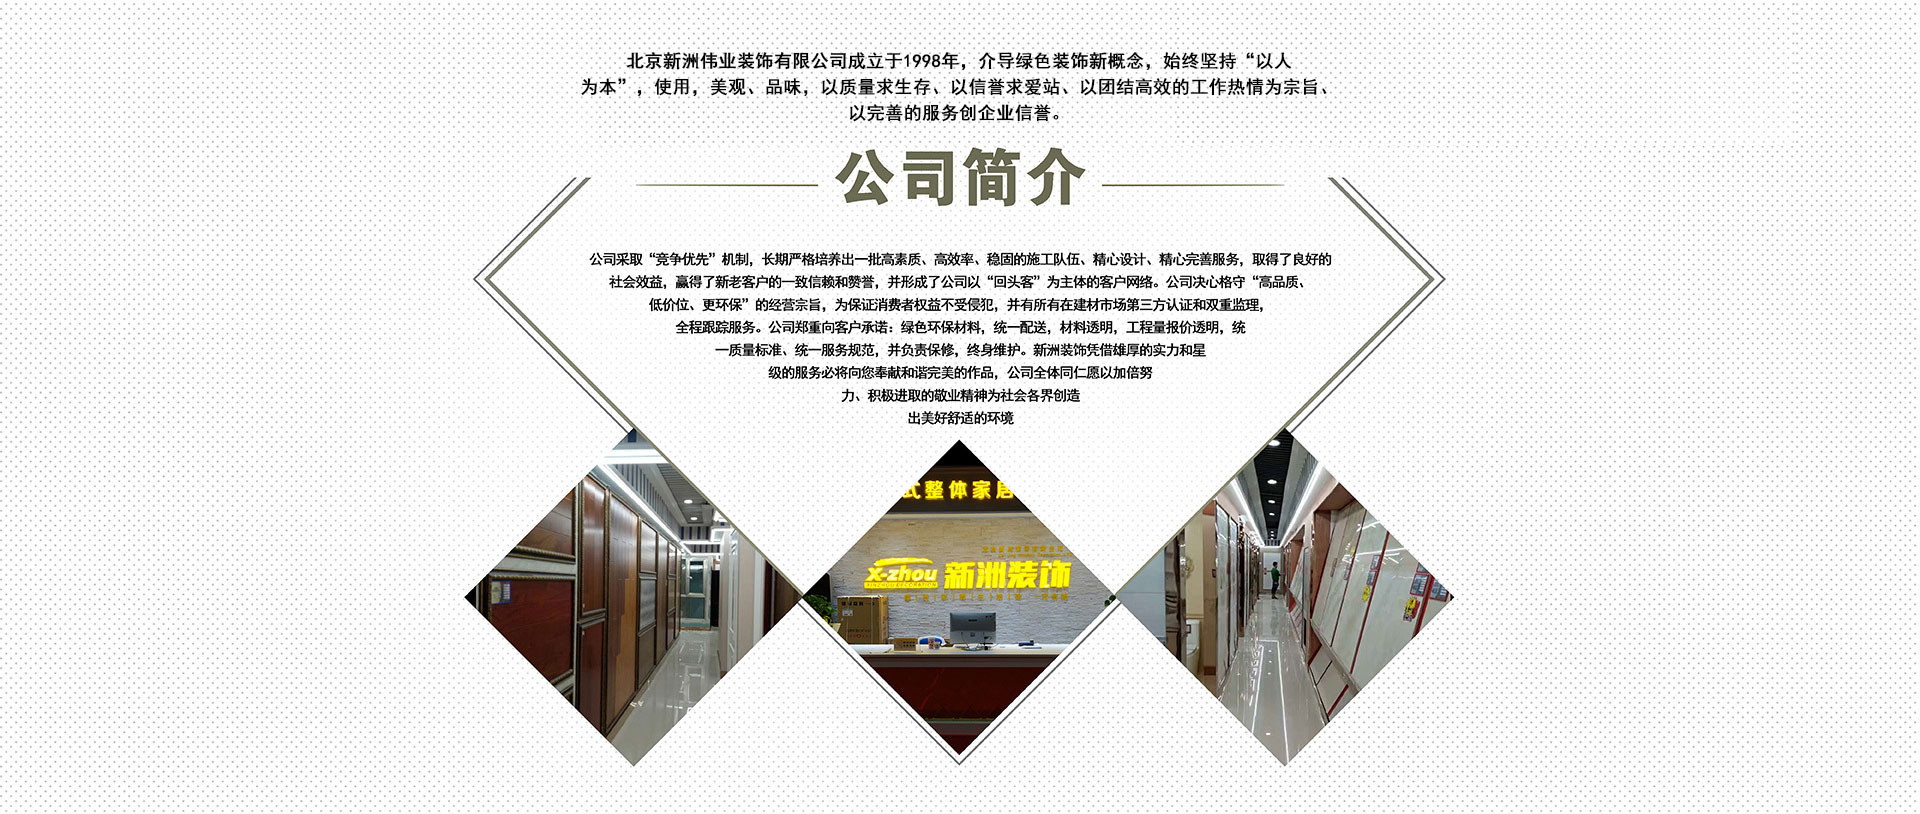 北京新洲伟业装饰有限公司成立于1998年，介导绿色装饰新概念，始终坚持“以人
为本”，使用，美观、品味，以质量求生存、以信誉求爱站、以团结高效的工作热情为宗旨、
以完善的服务创企业信誉。
公司简介
公司采取“竞争优先”机制，长期严格培养出一批高素质、高效率、稳固的施工队伍、精心设计、精心完善服务，取得了良好的
社会效益，赢得了新老客户的一致信赖和赞誉，并形成了公司以“回头客”为主体的客户网络。公司决心格守“高品质、
低价位、更环保”的经营宗旨，为保证消费者权益不受侵犯，并有所有在建材市场第三方认证和双重监理，
全程跟踪服务。公司郑重向客户承诺：绿色环保材料，统一配送，材料透明，工程量报价透明，统
一质量标准、统一服务规范，并负责保修，终身维护。新洲装饰凭借雄厚的实力和星
级的服务必将向您奉献和谐完美的作品，公司全体同仁愿以加倍努
力、积极进取的敬业精神为社会各界创造
出美好舒适的环境
式整体家居
X-zhou 新洲装饰